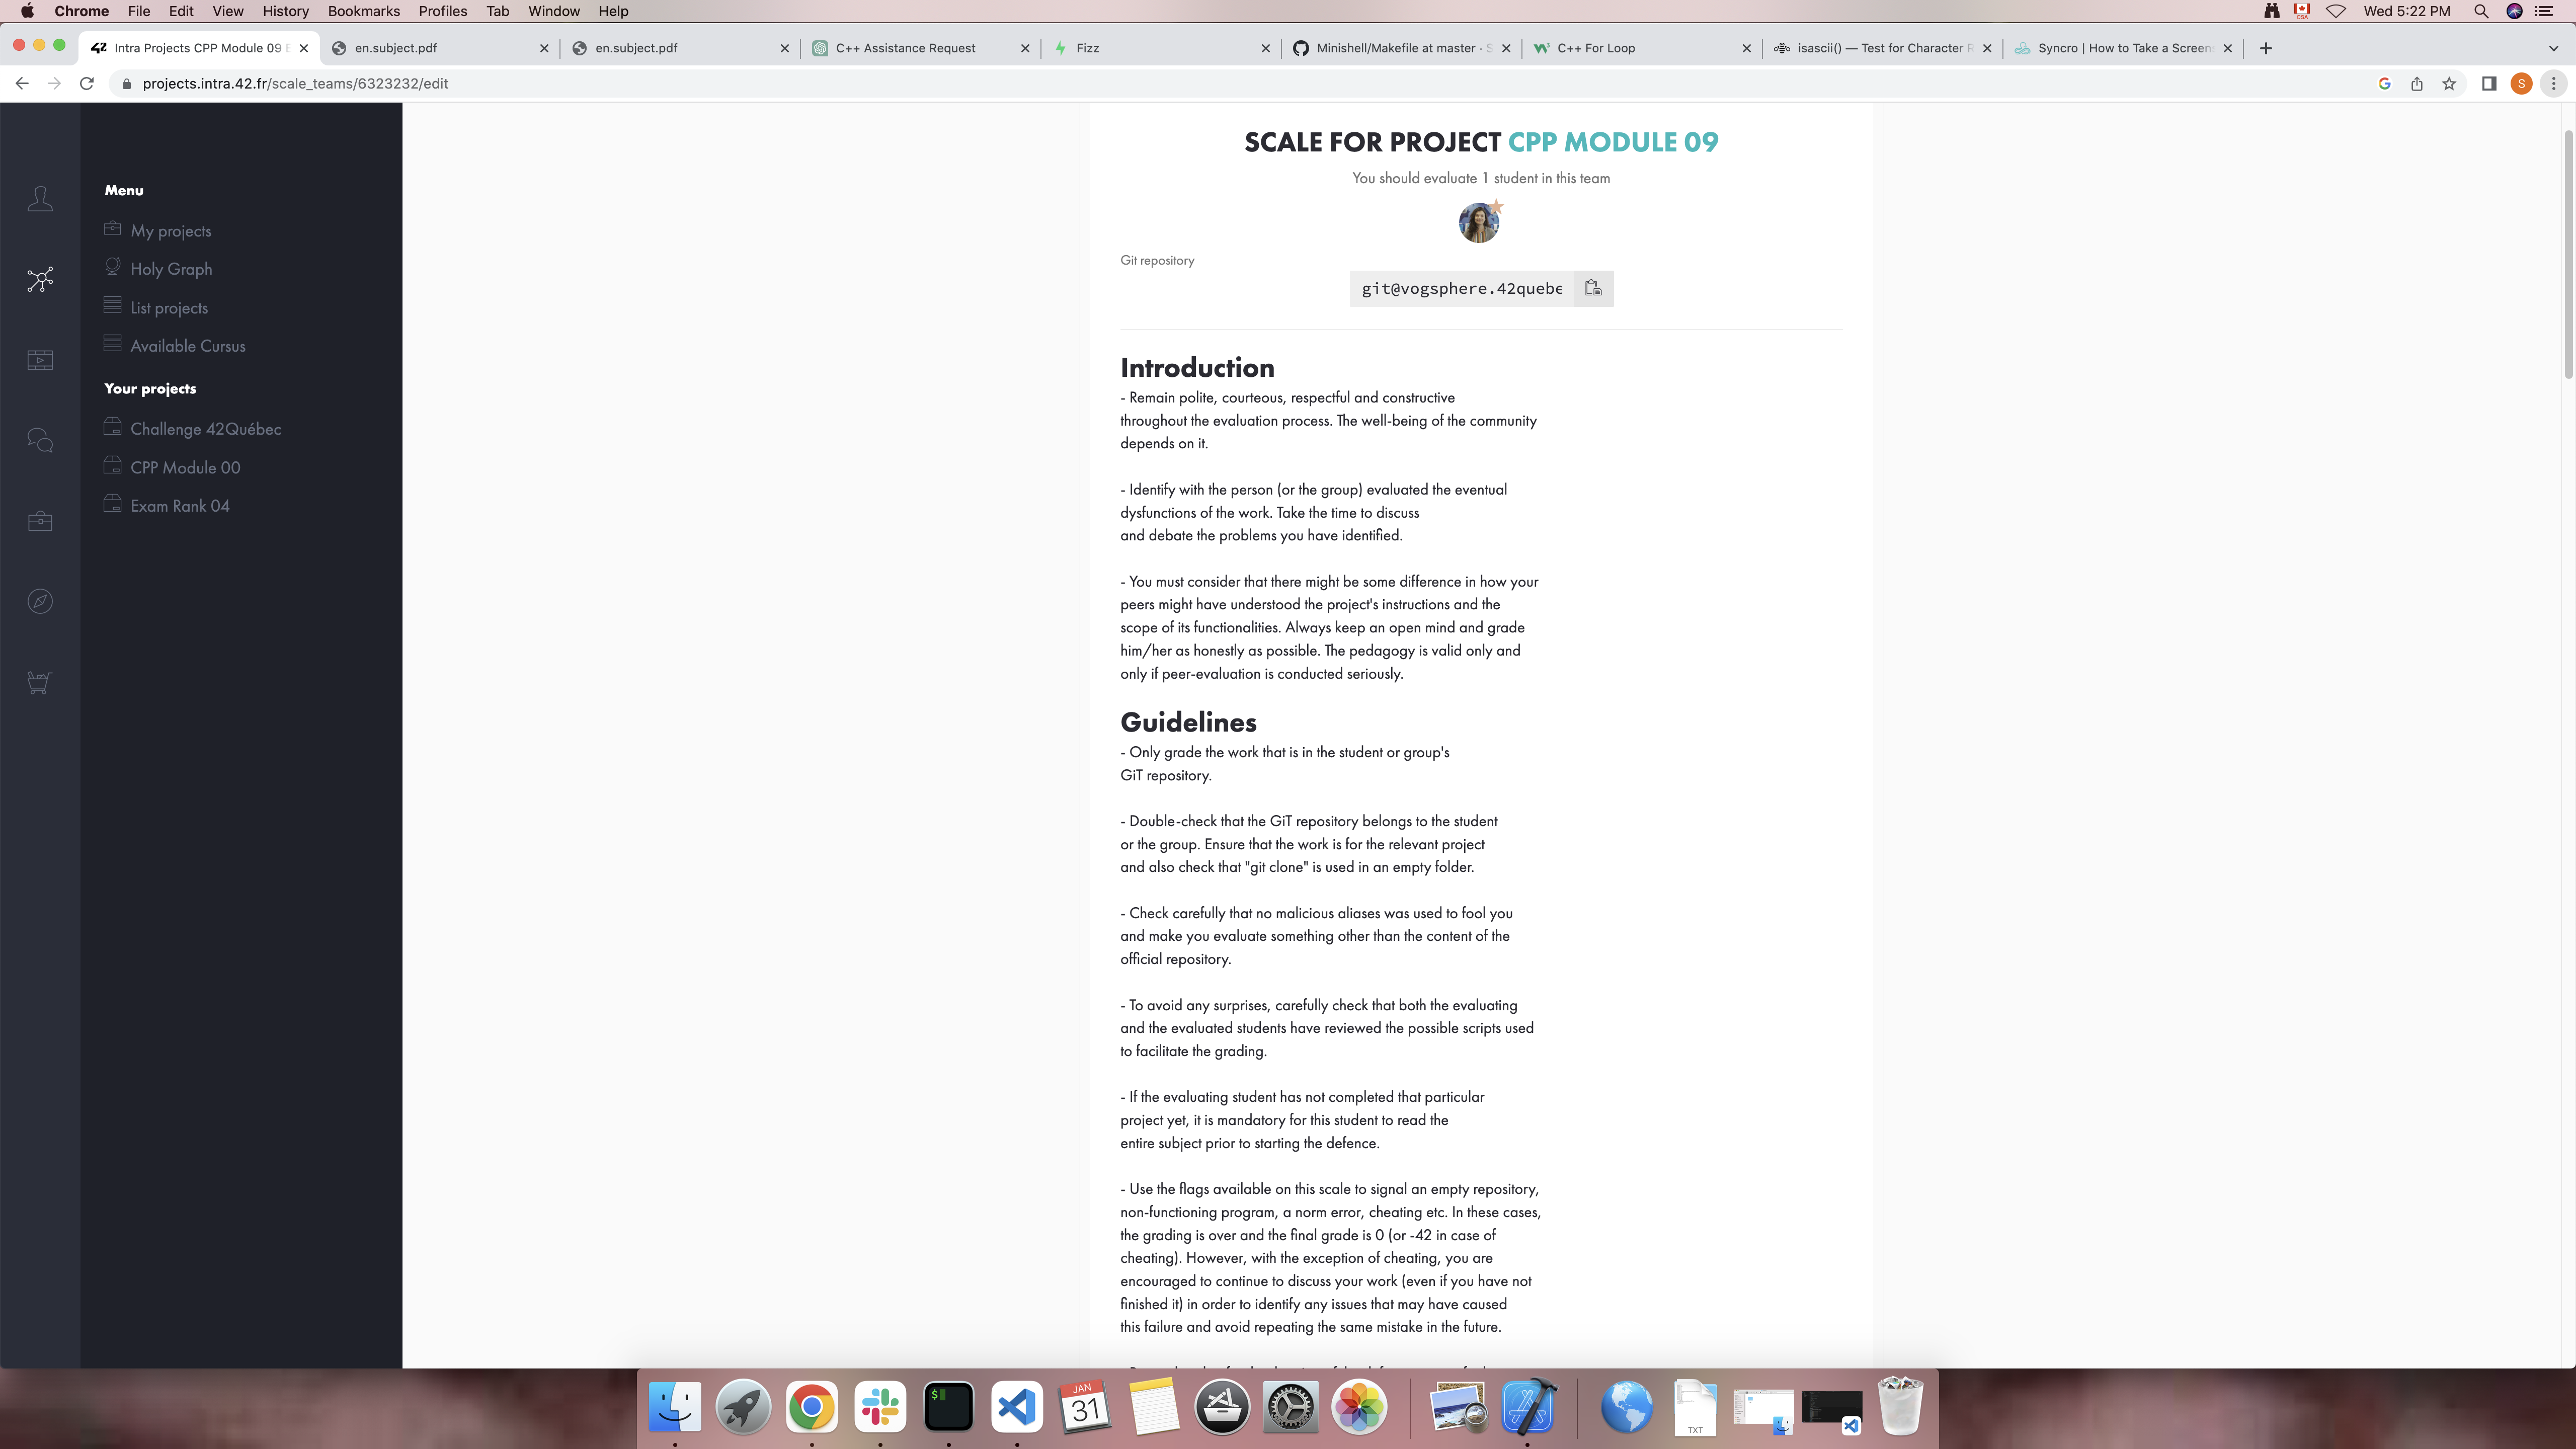 Chrome File Edit View History Bookmarks Profiles Tab Window Help
CSA
Wed 5:22 PM
42 Intra Projects CPP Module 09 E
en.subject.pdf
en.subject.pdf
C++ Assistance Request
Fizz
Minishell/Makefile at master · S
C++ For Loop
isascii() — Test for Character R
Syncro | How to Take a Screens
projects.intra.42.fr/scale_teams/6323232/edit
G
S
Menu
My projects
Holy Graph
List projects
Available Cursus
Your projects
Challenge 42Québec
CPP Module 00
Exam Rank 04
SCALE FOR PROJECT CPP MODULE 09
You should evaluate 1 student in this team
Git repository
git@vogsphere.42quebe
Introduction
- Remain polite, courteous, respectful and constructive
throughout the evaluation process. The well-being of the community
depends on it.
- Identify with the person (or the group) evaluated the eventual
dysfunctions of the work. Take the time to discuss
and debate the problems you have identified.
- You must consider that there might be some difference in how your
peers might have understood the project's instructions and the
scope of its functionalities. Always keep an open mind and grade
him/her as honestly as possible. The pedagogy is valid only and
only if peer-evaluation is conducted seriously.
Guidelines
- Only grade the work that is in the student or group's
GiT repository.
- Double-check that the GiT repository belongs to the student
or the group. Ensure that the work is for the relevant project
and also check that "git clone" is used in an empty folder.
- Check carefully that no malicious aliases was used to fool you
and make you evaluate something other than the content of the
official repository.
- To avoid any surprises, carefully check that both the evaluating
and the evaluated students have reviewed the possible scripts used
to facilitate the grading.
- If the evaluating student has not completed that particular
project yet, it is mandatory for this student to read the
entire subject prior to starting the defence.
- Use the flags available on this scale to signal an empty repository,
non-functioning program, a norm error, cheating etc. In these cases,
the grading is over and the final grade is 0 (or -42 in case of
cheating). However, with the exception of cheating, you are
encouraged to continue to discuss your work (even if you have not
finished it) in order to identify any issues that may have caused
this failure and avoid repeating the same mistake in the future.
$
JAN
31
TXT